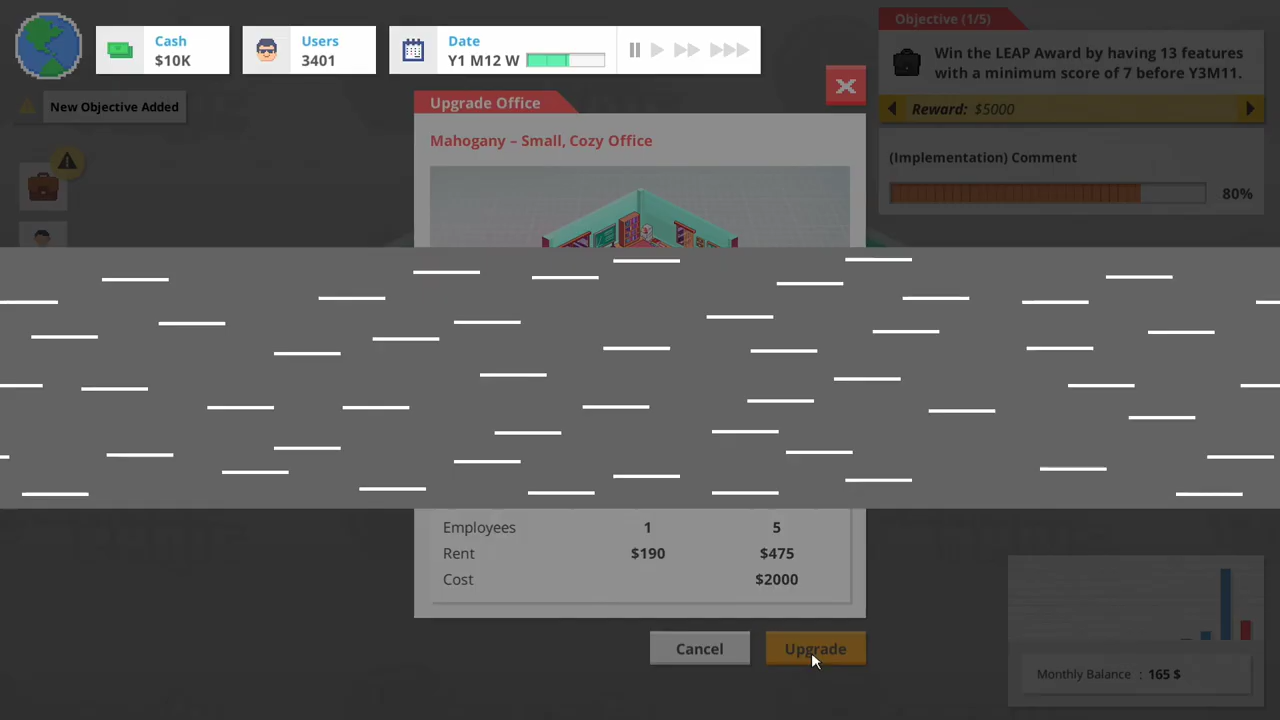 Cash
$10K
Users
3401
Date
Y1 M12 W
Objective (1/5)
Win the LEAP Award by having 13 features
with a minimum score of 7 before Y3M11.
Reward: $5000
New Objective Added
Upgrade Office
Mahogany – Small, Cozy Office
(Implementation) Comment
80%
Employees 1 5
Rent $190 $475
Cost $2000
Cancel Upgrade
Monthly Balance : 165 $